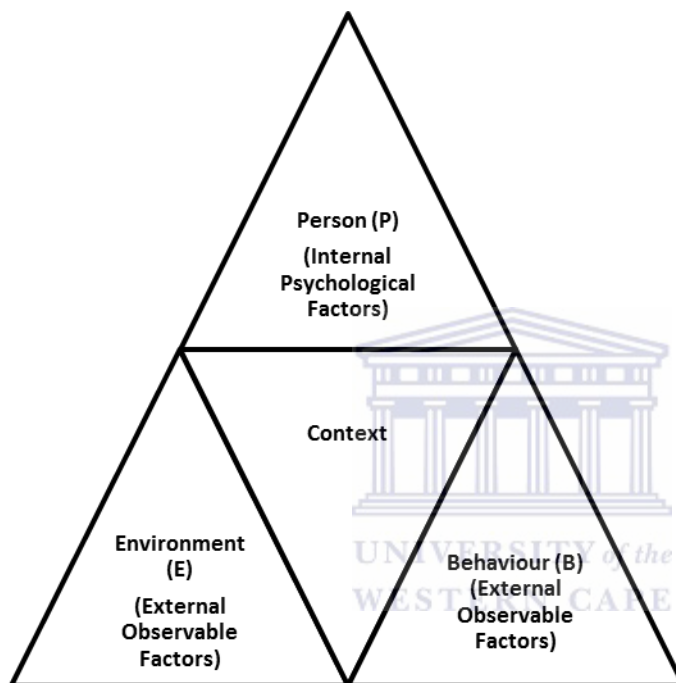 Person (P)
(Internal
Psychological
Factors)
Context
Environment
(E)
(External
Observable
Factors)
Behaviour (B)
(External
Observable
Factors)
UNIVERSITY of the
WESTERN CAPE